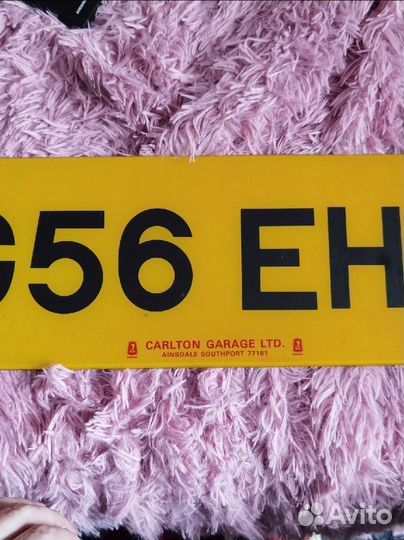 G56 EH
CARLTON GARAGE LTD.
AINSDALE SOUTHPORT 77161
Avito